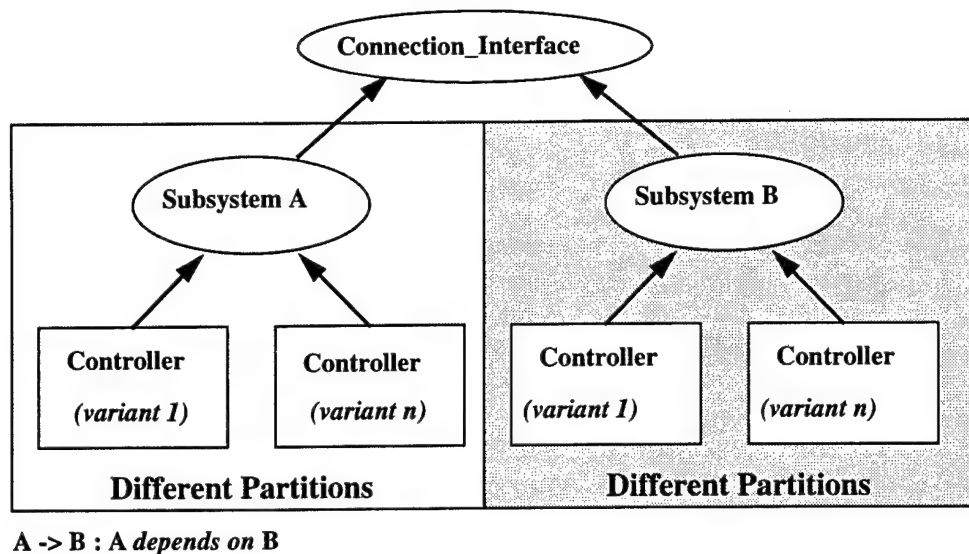 Connection_Interface
Subsystem A
Subsystem B
Controller
(variant 1)
Controller
(variant n)
Controller
(variant 1)
Controller
(variant n)
Different Partitions
Different Partitions
A -> B : A depends on B